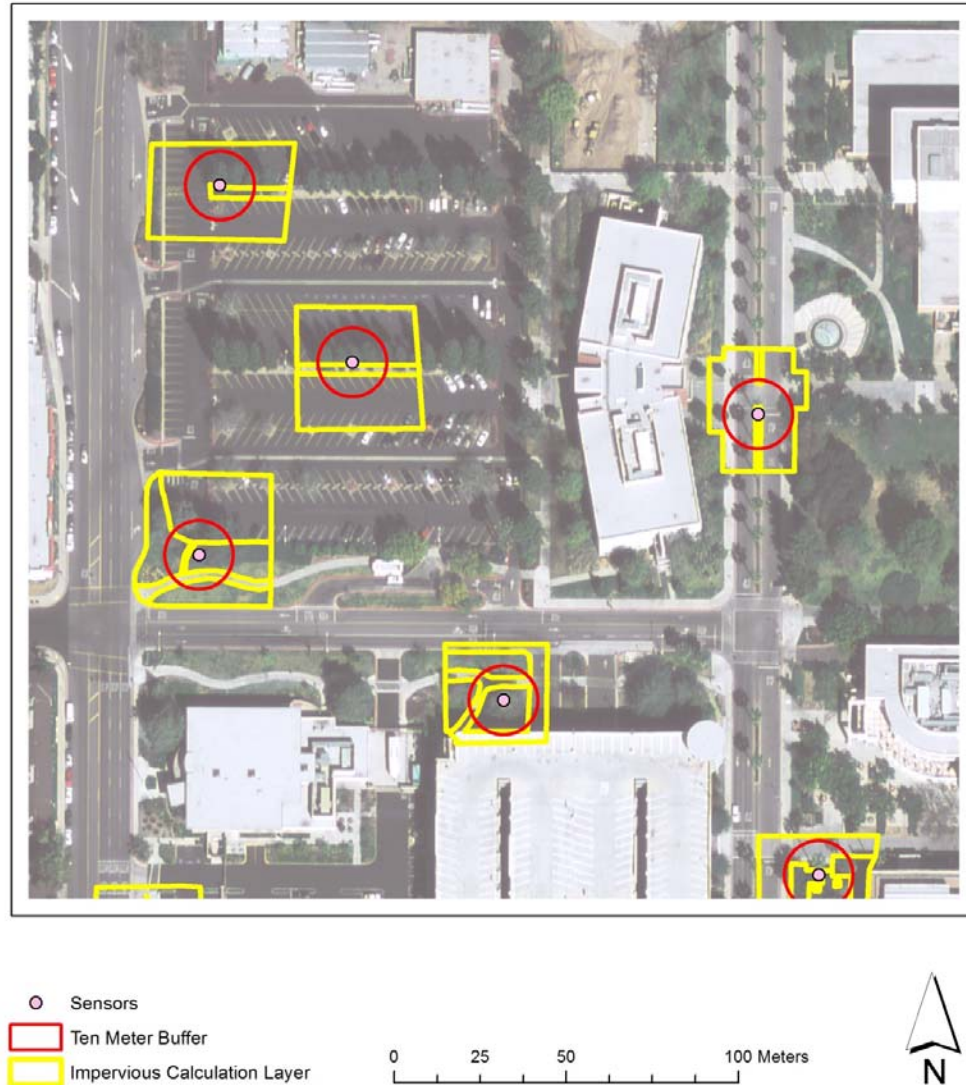 Sensors
Ten Meter Buffer
Impervious Calculation Layer
0 25 50 100 Meters
N